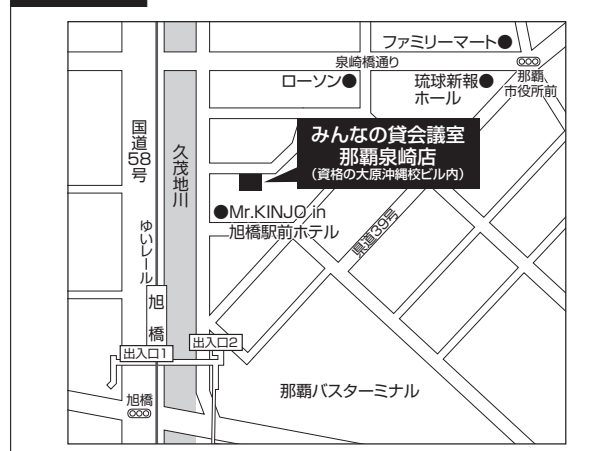 ファミリーマート●
泉崎橋通り
ローソン●
琉球新報●
ホール
那覇
市役所前
国道58号
久茂地川
みんなの貸会議室
那覇泉崎店
(資格の大原沖縄校ビル内)
●Mr.KINJO in
旭橋駅前ホテル
県道39号
ゆいレール
旭橋
出入口1
出入口2
那覇バスターミナル
旭橋